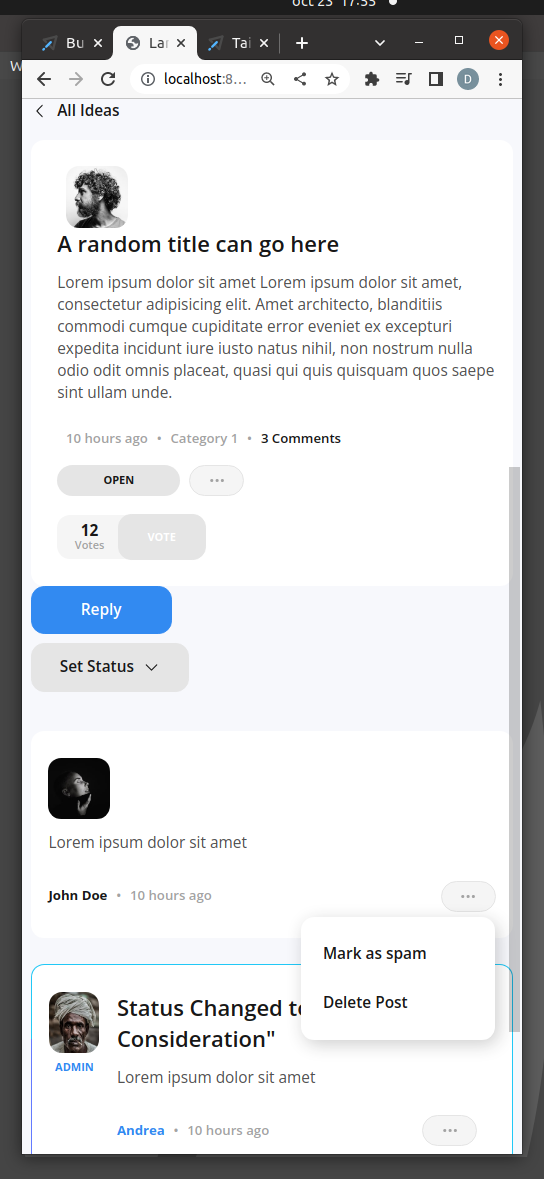 oct 23 17:33
W
Bu
Lar
Tai
localhost:8...
D
All Ideas
A random title can go here
Lorem ipsum dolor sit amet Lorem ipsum dolor sit amet,
consectetur adipisicing elit. Amet architecto, blanditiis
commodi cumque cupiditate error eveniet ex excepturi
expedita incidunt iure iusto natus nihil, non nostrum nulla
odio odit omnis placeat, quasi qui quis quisquam quos saepe
sint ullam unde.
10 hours ago • Category 1 • 3 Comments
OPEN
12
Votes
VOTE
Reply
Set Status
Lorem ipsum dolor sit amet
John Doe • 10 hours ago
Mark as spam
Delete Post
Status Changed to
Consideration"
ADMIN
Lorem ipsum dolor sit amet
Andrea • 10 hours ago